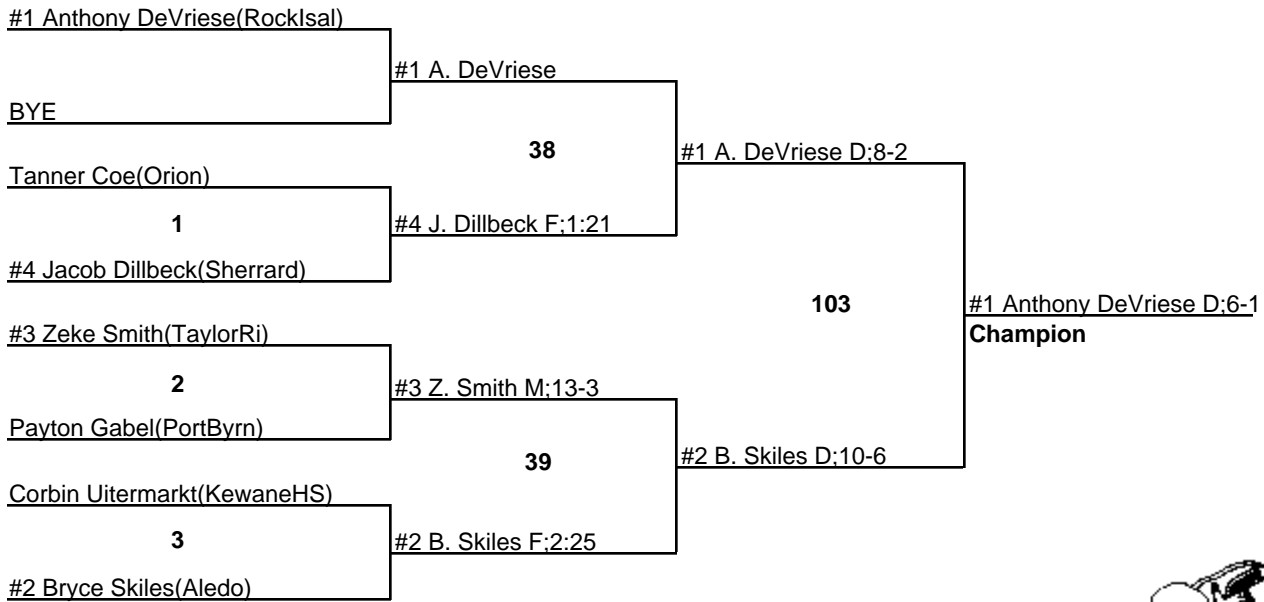 #1 Anthony DeVriese(RockIsal)
#1 A. DeVriese
BYE
38
#1 A. DeVriese D;8-2
Tanner Coe(Orion)
1
#4 J. Dillbeck F;1:21
#4 Jacob Dillbeck(Sherrard)
103
#1 Anthony DeVriese D;6-1
Champion
#3 Zeke Smith(TaylorRi)
2
#3 Z. Smith M;13-3
Payton Gabel(PortByrn)
39
#2 B. Skiles D;10-6
Corbin Uitermarkt(KewaneHS)
3
#2 B. Skiles F;2:25
#2 Bryce Skiles(Aledo)